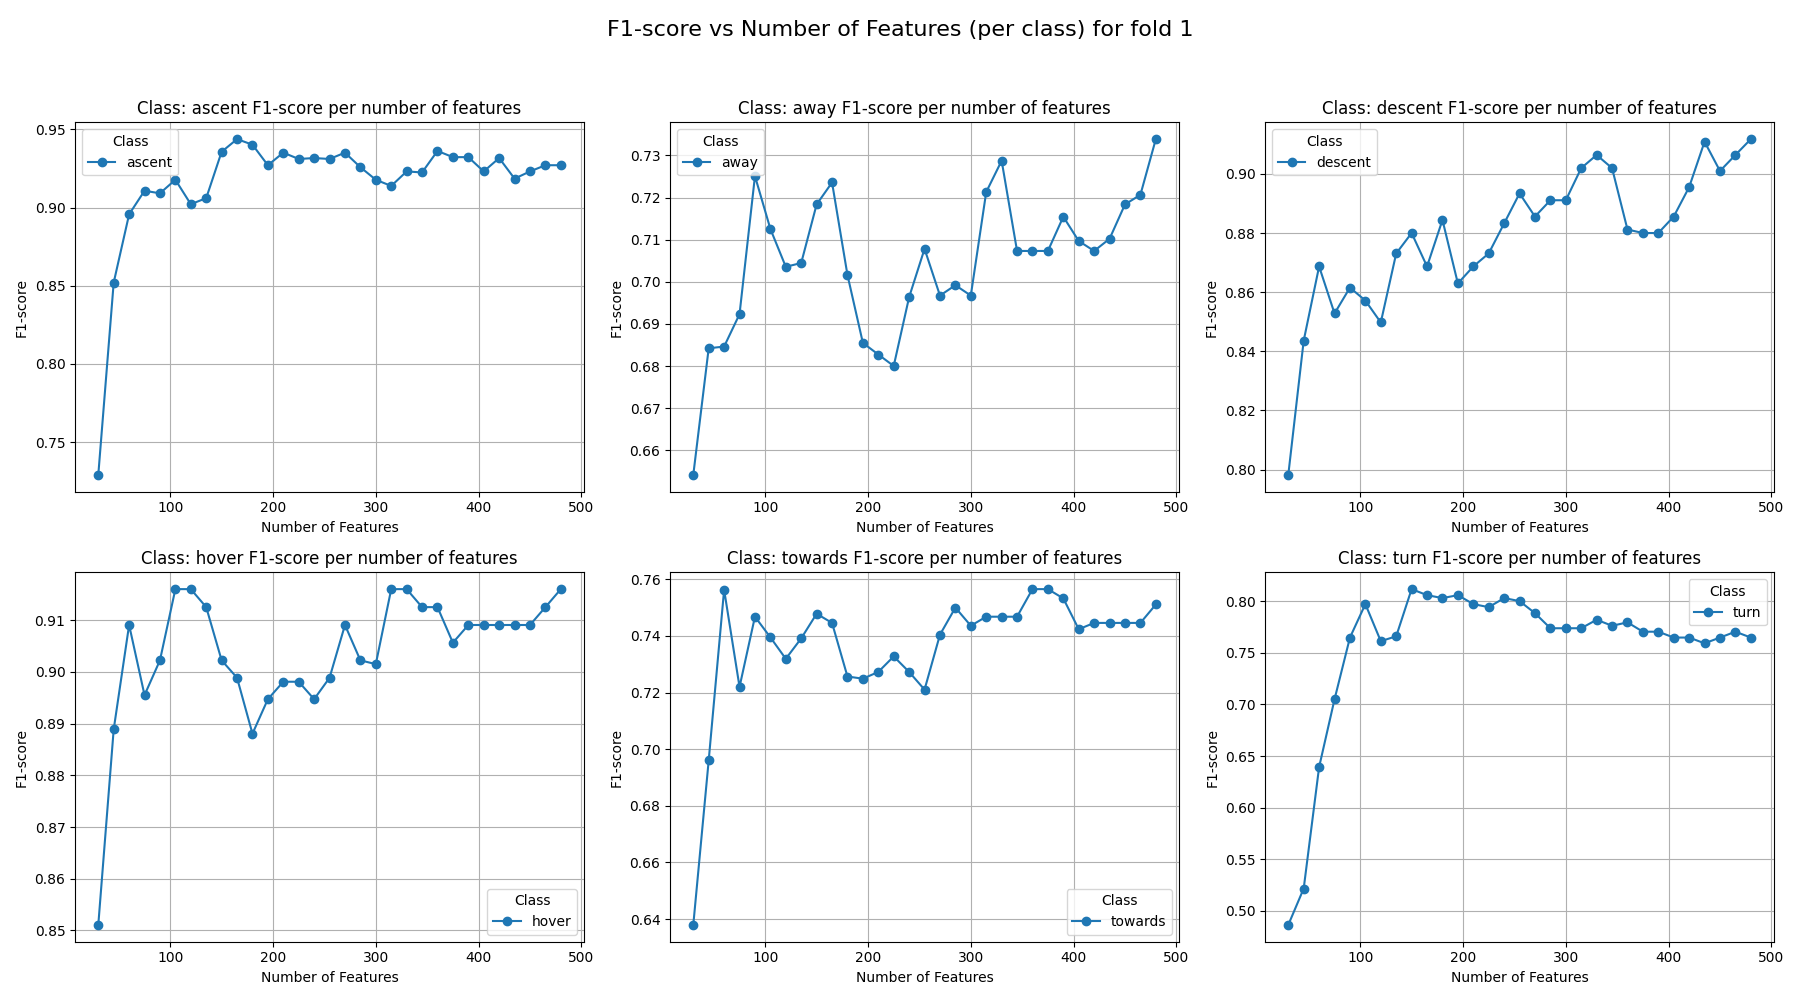 F1-score vs Number of Features (per class) for fold 1
Class: ascent F1-score per number of features
Class
ascent
0.95
0.90
0.85
0.80
0.75
F1-score
100 200 300 400 500
Number of Features
Class: away F1-score per number of features
Class
away
0.73
0.72
0.71
0.70
0.69
0.68
0.67
0.66
F1-score
100 200 300 400 500
Number of Features
Class: descent F1-score per number of features
Class
descent
0.90
0.88
0.86
0.84
0.82
0.80
F1-score
100 200 300 400 500
Number of Features
Class: hover F1-score per number of features
0.91
0.90
0.89
0.88
0.87
0.86
0.85
F1-score
Class
hover
100 200 300 400 500
Number of Features
Class: towards F1-score per number of features
0.76
0.74
0.72
0.70
0.68
0.66
0.64
F1-score
Class
towards
100 200 300 400 500
Number of Features
Class: turn F1-score per number of features
Class
turn
0.80
0.75
0.70
0.65
0.60
0.55
0.50
F1-score
100 200 300 400 500
Number of Features